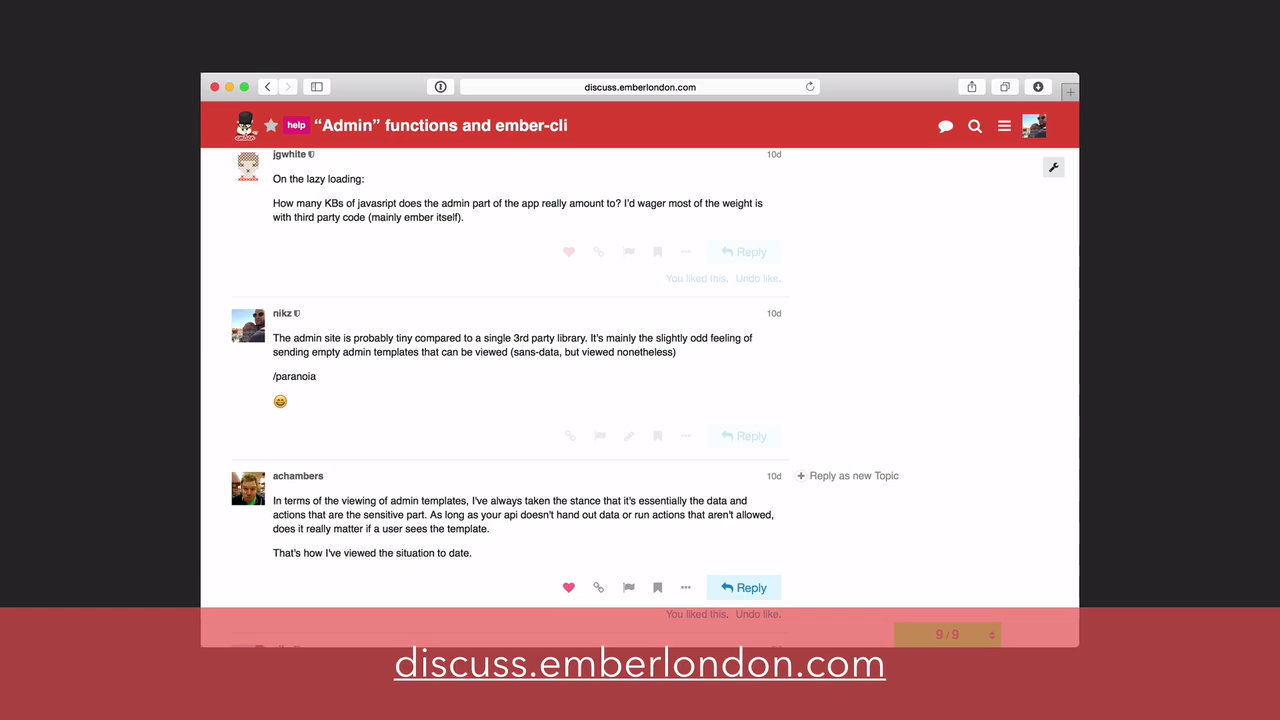 discuss.emberlondon.com
help “Admin” functions and ember-cli
jgwhite 10d
On the lazy loading:
How many KBs of javasript does the admin part of the app really amount to? I'd wager most of the weight is
with third party code (mainly ember itself).
Reply
You liked this. Undo like.
nikz 10d
The admin site is probably tiny compared to a single 3rd party library. It's mainly the slightly odd feeling of
sending empty admin templates that can be viewed (sans-data, but viewed nonetheless)
/paranoia
Reply
achambers 10d
Reply as new Topic
In terms of the viewing of admin templates, I've always taken the stance that it's essentially the data and
actions that are the sensitive part. As long as your api doesn't hand out data or run actions that aren't allowed,
does it really matter if a user sees the template.
That's how I've viewed the situation to date.
Reply
You liked this. Undo like.
9 / 9
discuss.emberlondon.com